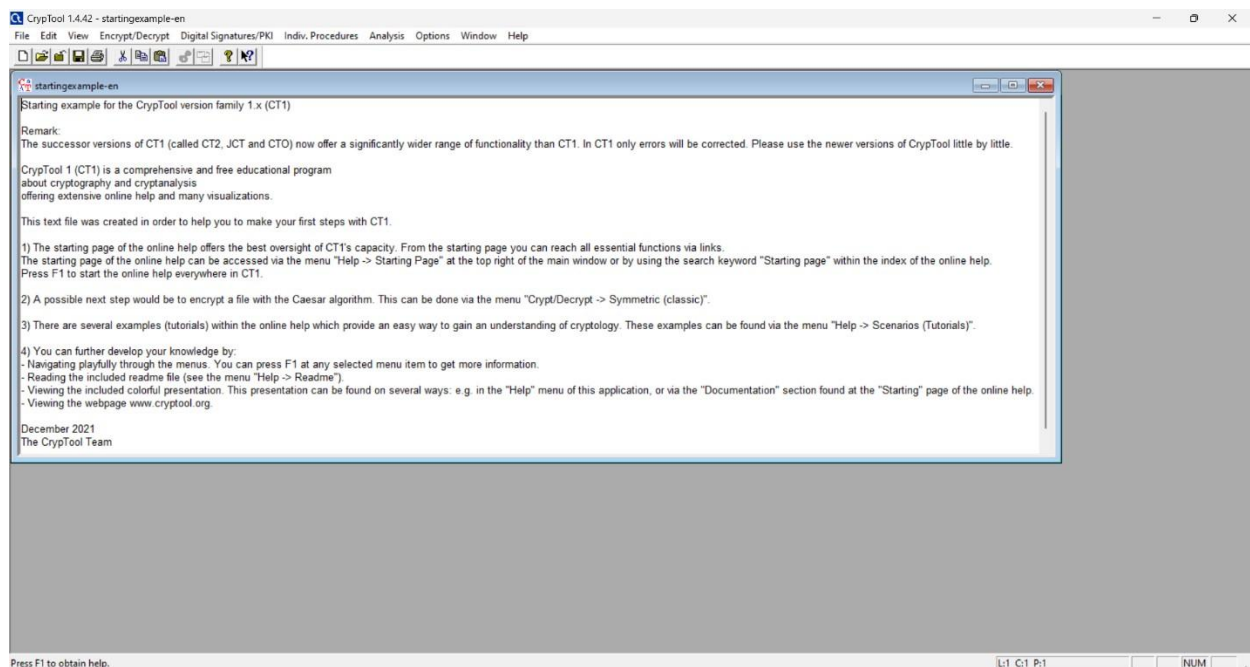 CrypTool 1.4.42 - startingexample-en
File Edit View Encrypt/Decrypt Digital Signatures/PKI Indiv. Procedures Analysis Options Window Help
startingexample-en
Starting example for the CrypTool version family 1.x (CT1)
Remark:
The successor versions of CT1 (called CT2, JCT and CTO) now offer a significantly wider range of functionality than CT1. In CT1 only errors will be corrected. Please use the newer versions of CrypTool little by little.
CrypTool 1 (CT1) is a comprehensive and free educational program
about cryptography and cryptanalysis
offering extensive online help and many visualizations.
This text file was created in order to help you to make your first steps with CT1.
1) The starting page of the online help offers the best oversight of CT1's capacity. From the starting page you can reach all essential functions via links.
The starting page of the online help can be accessed via the menu "Help -> Starting Page" at the top right of the main window or by using the search keyword "Starting page" within the index of the online help.
Press F1 to start the online help everywhere in CT1.
2) A possible next step would be to encrypt a file with the Caesar algorithm. This can be done via the menu "Crypt/Decrypt -> Symmetric (classic)".
3) There are several examples (tutorials) within the online help which provide an easy way to gain an understanding of cryptology. These examples can be found via the menu "Help -> Scenarios (Tutorials)".
4) You can further develop your knowledge by:
- Navigating playfully through the menus. You can press F1 at any selected menu item to get more information.
- Reading the included readme file (see the menu "Help -> Readme").
- Viewing the included colorful presentation. This presentation can be found on several ways: e.g. in the "Help" menu of this application, or via the "Documentation" section found at the "Starting" page of the online help.
- Viewing the webpage www.cryptool.org.
December 2021
The CrypTool Team
Press F1 to obtain help. L:1 C:1 P:1 NUM